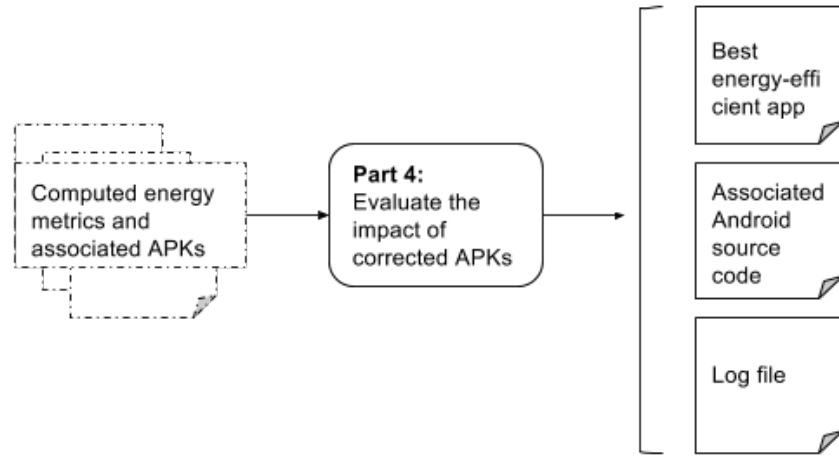 Computed energy
metrics and
associated APKs
Part 4:
Evaluate the
impact of
corrected APKs
Best
energy-effi
cient app
Associated
Android
source
code
Log file